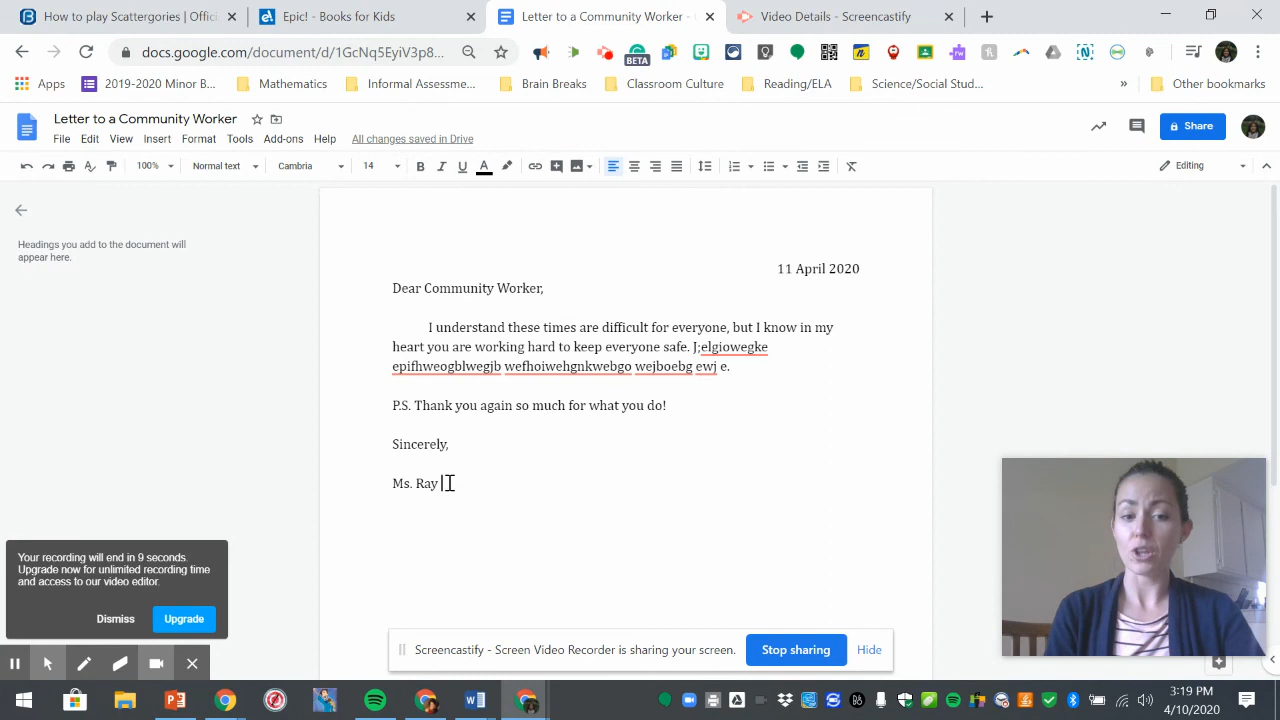 How to play Scattergories | Offici
Epic! - Books for Kids
Letter to a Community Worker -
Video Details - Screencastify
docs.google.com/document/d/1GcNq5EyiV3p8...
BETA
Apps
2019-2020 Minor B...
Mathematics
Informal Assessme...
Brain Breaks
Classroom Culture
Reading/ELA
Science/Social Stud...
Other bookmarks
Letter to a Community Worker
File Edit View Insert Format Tools Add-ons Help All changes saved in Drive
Share
100% Normal text Cambria 14 B I U A Editing
Headings you add to the document will
appear here.
11 April 2020
Dear Community Worker,
I understand these times are difficult for everyone, but I know in my
heart you are working hard to keep everyone safe. J;elgiowegke
epifhweogblwegjb wefhoiwehgnkwebgo wejboebg ewj e.
P.S. Thank you again so much for what you do!
Sincerely,
Ms. Ray
Your recording will end in 9 seconds.
Upgrade now for unlimited recording time
and access to our video editor.
Dismiss Upgrade
Screencastify - Screen Video Recorder is sharing your screen. Stop sharing Hide
3:19 PM
4/10/2020